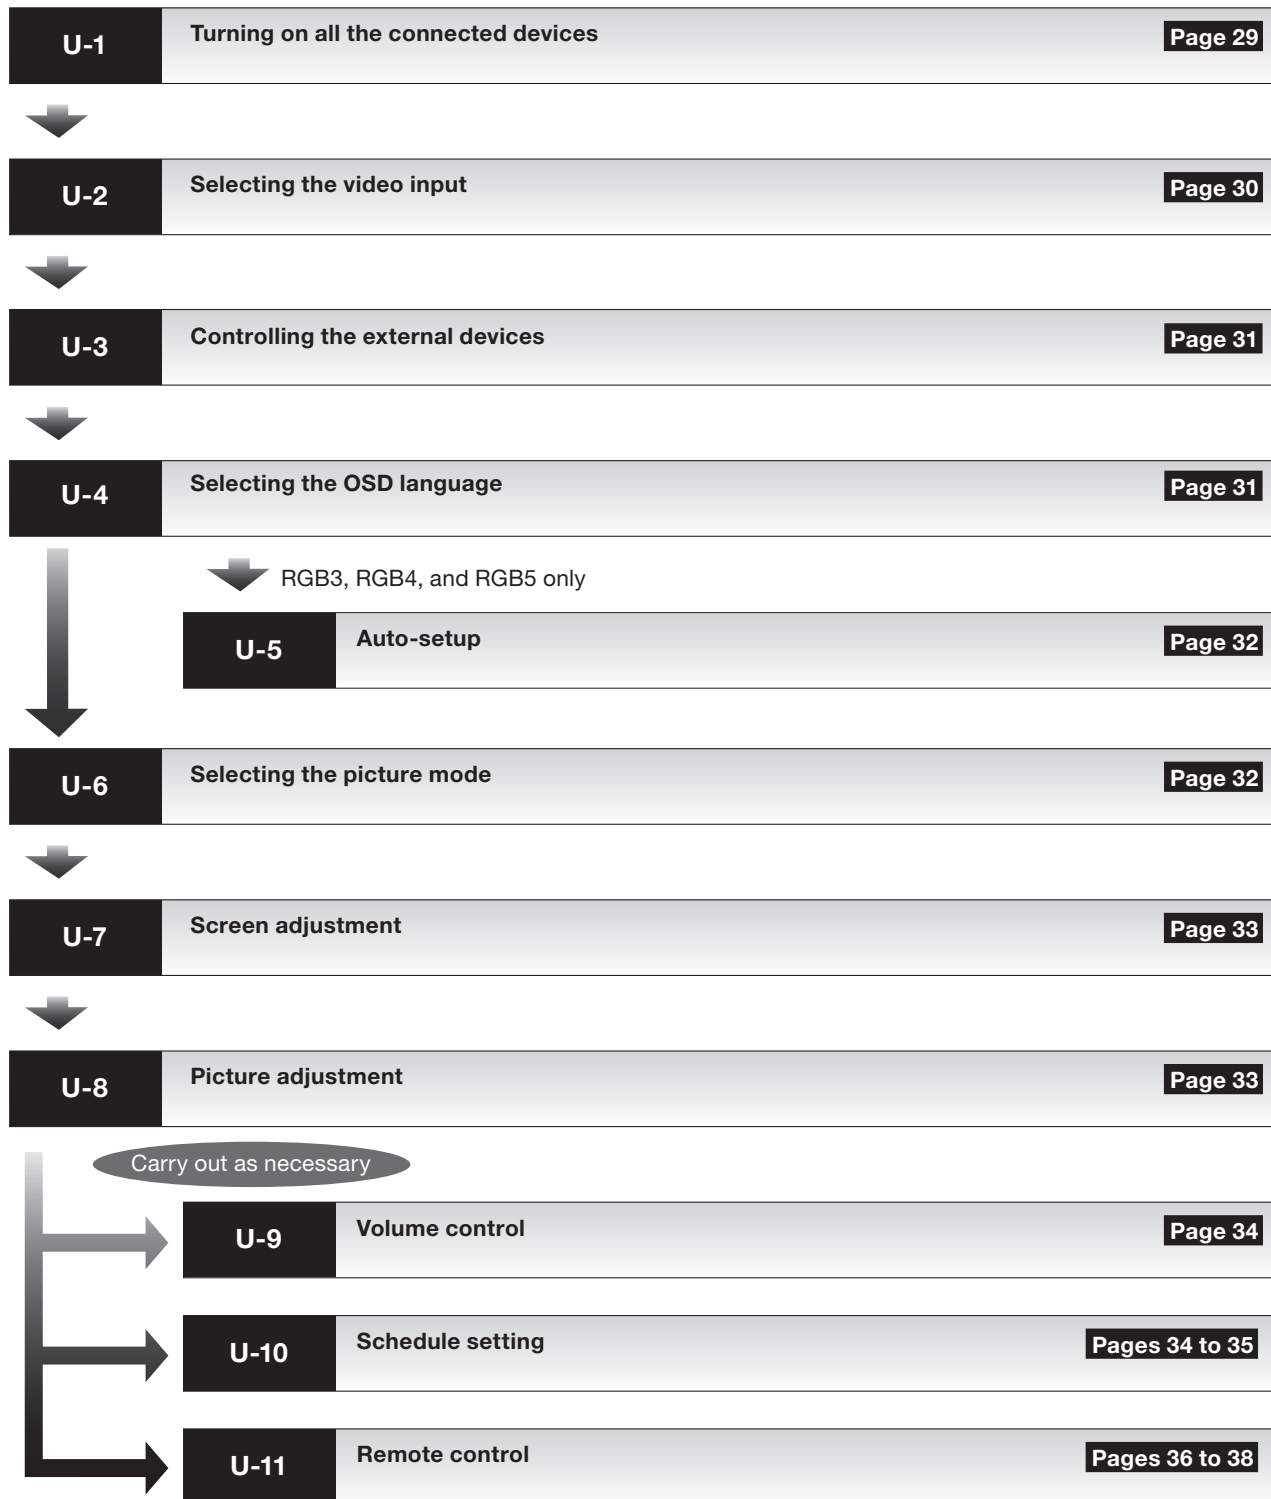 U-1 Turning on all the connected devices Page 29
U-2 Selecting the video input Page 30
U-3 Controlling the external devices Page 31
U-4 Selecting the OSD language Page 31
RGB3, RGB4, and RGB5 only
U-5 Auto-setup Page 32
U-6 Selecting the picture mode Page 32
U-7 Screen adjustment Page 33
U-8 Picture adjustment Page 33
Carry out as necessary
U-9 Volume control Page 34
U-10 Schedule setting Pages 34 to 35
U-11 Remote control Pages 36 to 38